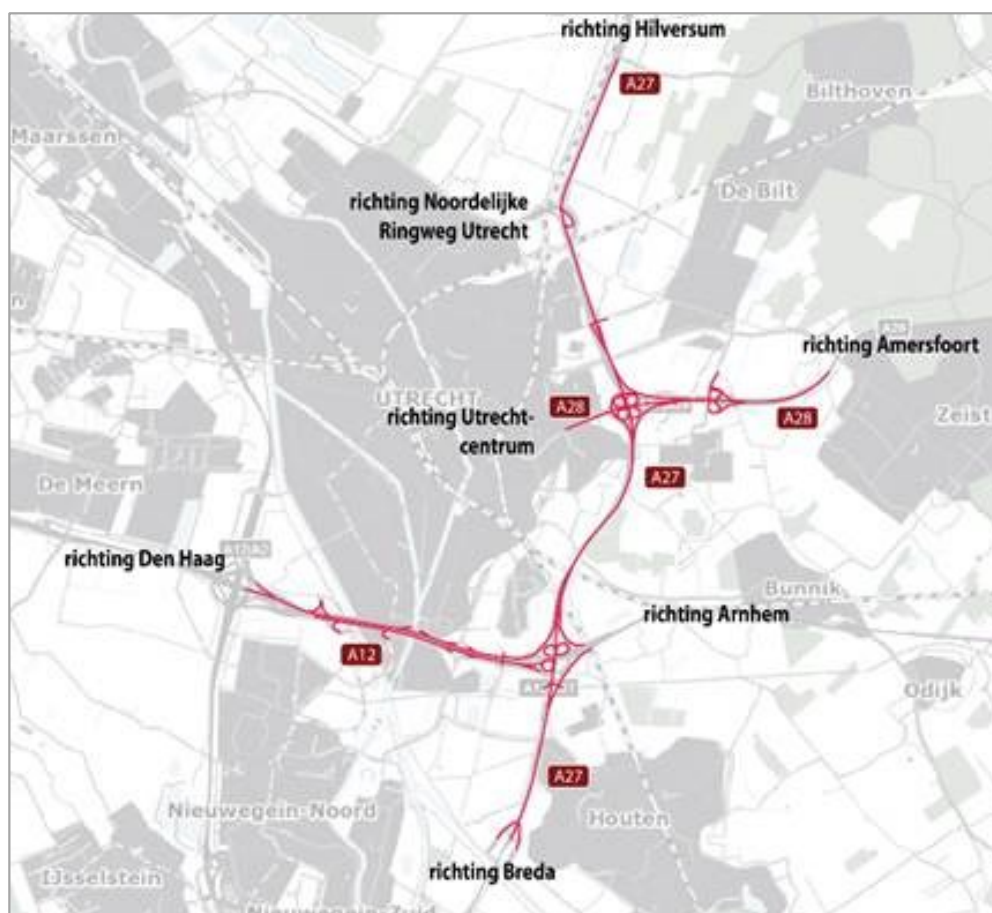 richting Hilversum
A27
Bilthoven
Maarssen
De Bilt
richting Noordelijke
Ringweg Utrecht
richting Amersfoort
UTRECHT
A28
richting Utrecht-
centrum
A28
Zeist
A27
De Meern
richting Den Haag
Bunnik
richting Arnhem
A12
Odijk
A27
Nieuwegein-Noord
Houten
richting Breda
IJsselstein
Nieuwegein-Zuid